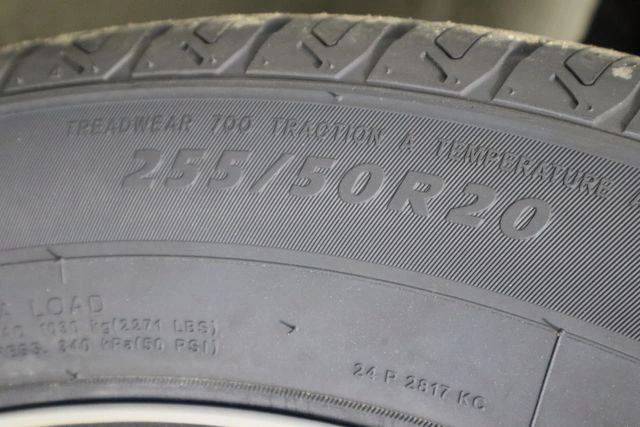 TREADWEAR 700 TRACTION A TEMPERATURE
255/50R20
LOAD
1030 kg(2271 LBS)
340 kPa(50 PSI)
24 P 2817 KC